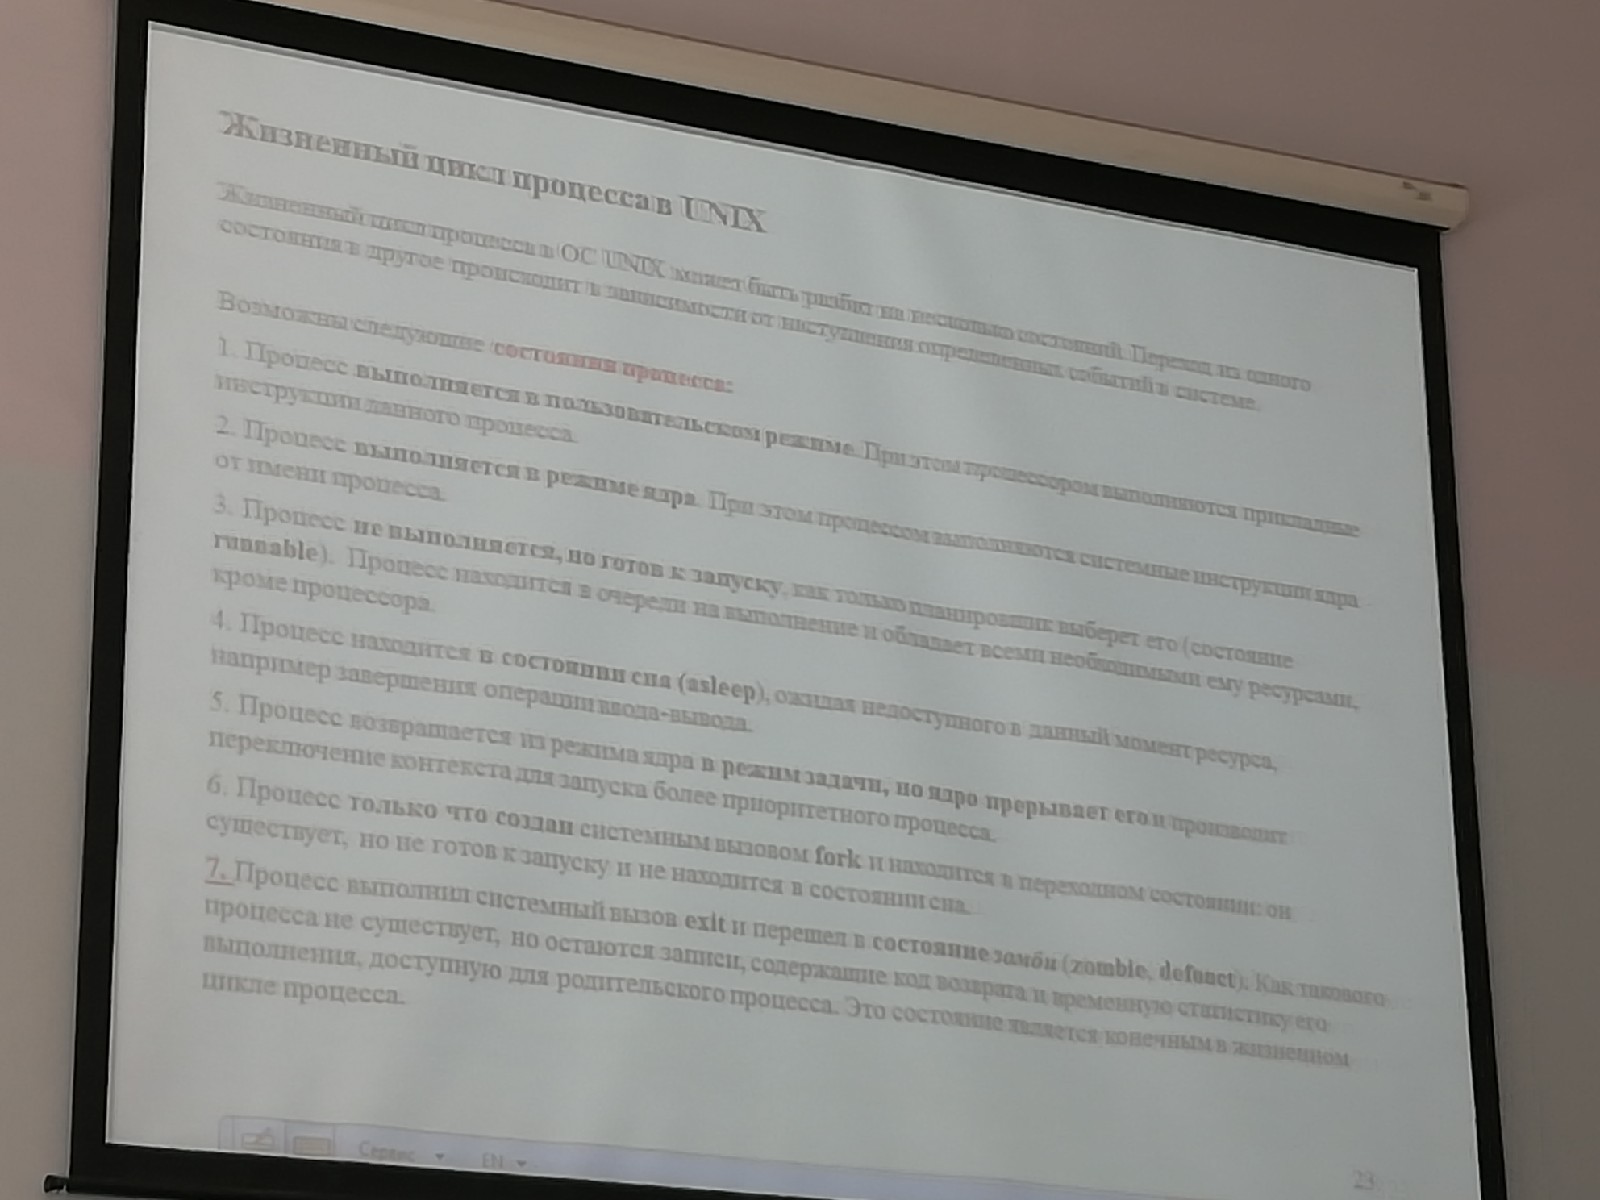 Жизненный цикл процесса в UNIX
Жизненный цикл процесса в ОС UNIX может быть разбит на несколько состояний. Переход из одного
состояния в другое происходит в зависимости от наступления определенных событий в системе.
Возможны следующие состояния процесса:
1. Процесс выполняется в пользовательском режиме. При этом процессором выполняются прикладные
инструкции данного процесса.
2. Процесс выполняется в режиме ядра. При этом процессом выполняются системные инструкции ядра
от имени процесса.
3. Процесс не выполняется, но готов к запуску, как только планировщик выберет его (состояние
runnable). Процесс находится в очереди на выполнение и обладает всеми необходимыми ему ресурсами,
кроме процессора.
4. Процесс находится в состоянии сна (asleep), ожидая недоступного в данный момент ресурса,
например завершения операции ввода-вывода.
5. Процесс возвращается из режима ядра в режим задачи, но ядро прерывает его и производит
переключение контекста для запуска более приоритетного процесса.
6. Процесс только что создан системным вызовом fork и находится в переходном состоянии: он
существует, но не готов к запуску и не находится в состоянии сна.
7. Процесс выполнил системный вызов exit и перешел в состояние зомби (zombie, defunct). Как такового
процесса не существует, но остаются записи, содержащие код возврата и временную статистику его
выполнения, доступную для родительского процесса. Это состояние является конечным в жизненном
цикле процесса.
Сервис EN
23